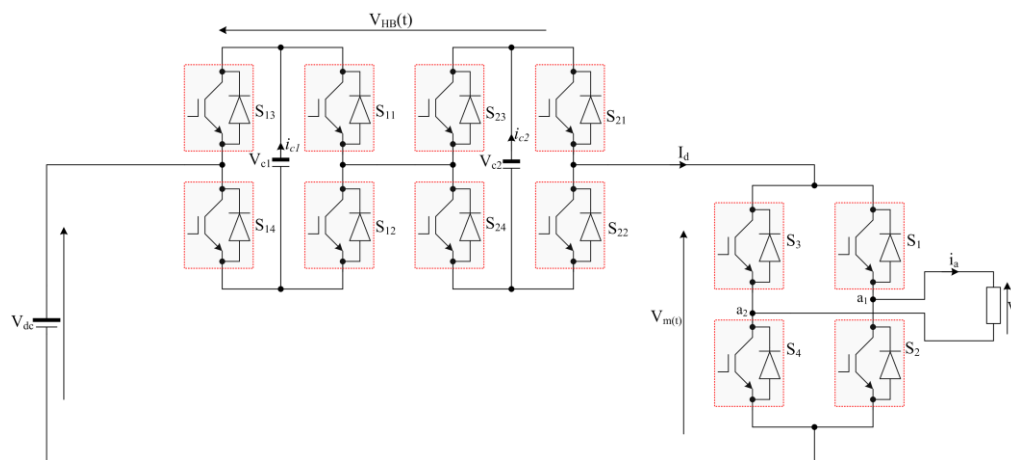 V_HB(t)
S_13
S_11
S_23
S_21
i_c1
i_c2
V_c1
V_c2
I_d
S_14
S_12
S_24
S_22
S_3
S_1
i_a
a_1
V_dc
V_m(t)
a_2
S_4
S_2